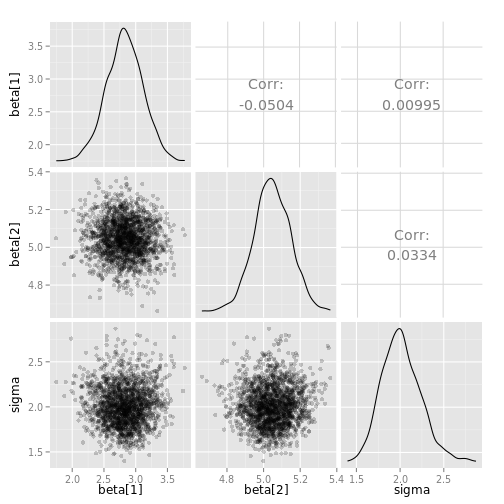 beta[1]
3.5
3.0
2.5
2.0
Corr:
-0.0504
Corr:
0.00995
beta[2]
5.4
5.2
5.0
4.8
Corr:
0.0334
sigma
2.5
2.0
1.5
2.0 2.5 3.0 3.5
4.8 5.0 5.2 5.4
1.5 2.0 2.5
beta[1] beta[2] sigma